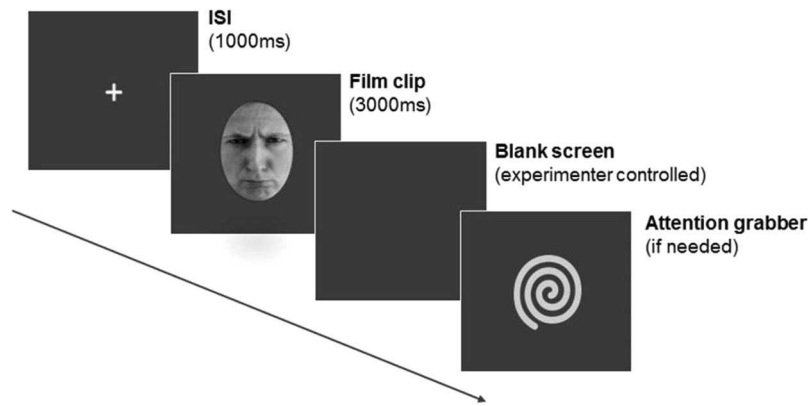 ISI
(1000ms)
Film clip
(3000ms)
Blank screen
(experimenter controlled)
Attention grabber
(if needed)